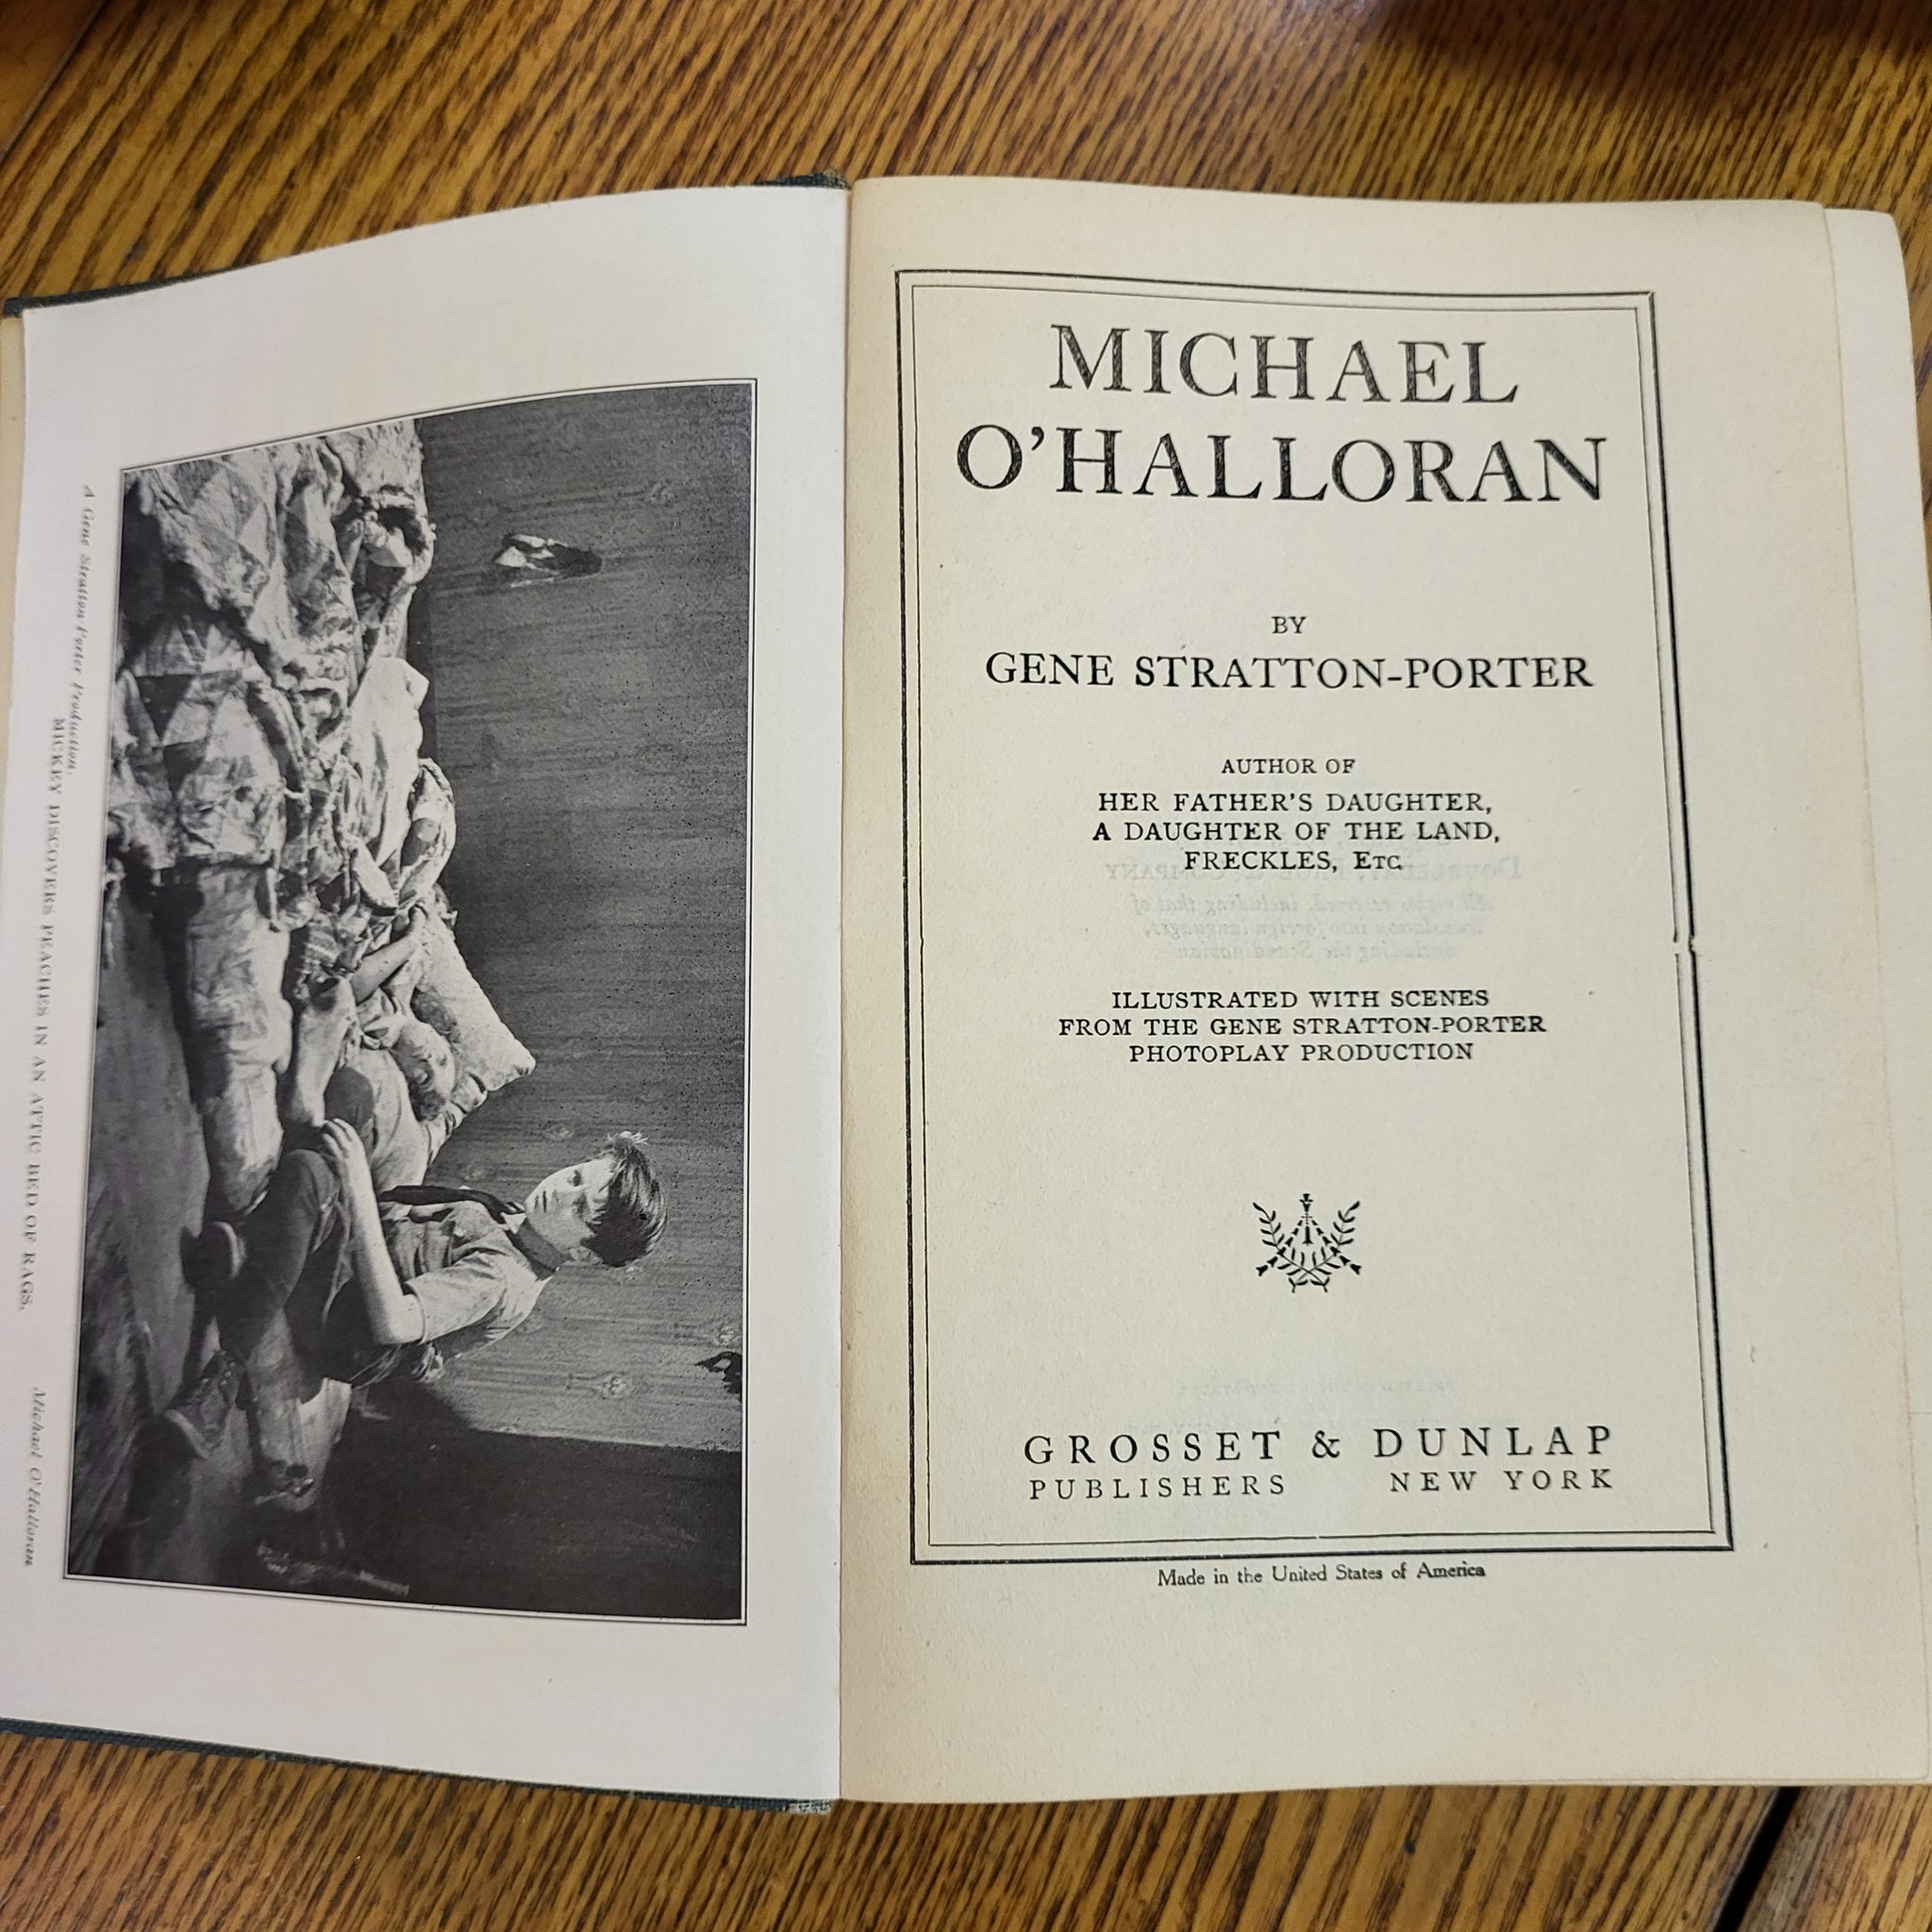 A Gene Stratton Porter Production.
Michael O'Halloran
MICKEY DISCOVERS PEACHES IN AN ATTIC BED OF RAGS.
MICHAEL
O'HALLORAN
BY
GENE STRATTON-PORTER
AUTHOR OF
HER FATHER'S DAUGHTER,
A DAUGHTER OF THE LAND,
FRECKLES, ETC.
ILLUSTRATED WITH SCENES
FROM THE GENE STRATTON-PORTER
PHOTOPLAY PRODUCTION
GROSSET & DUNLAP
PUBLISHERS NEW YORK
Made in the United States of America